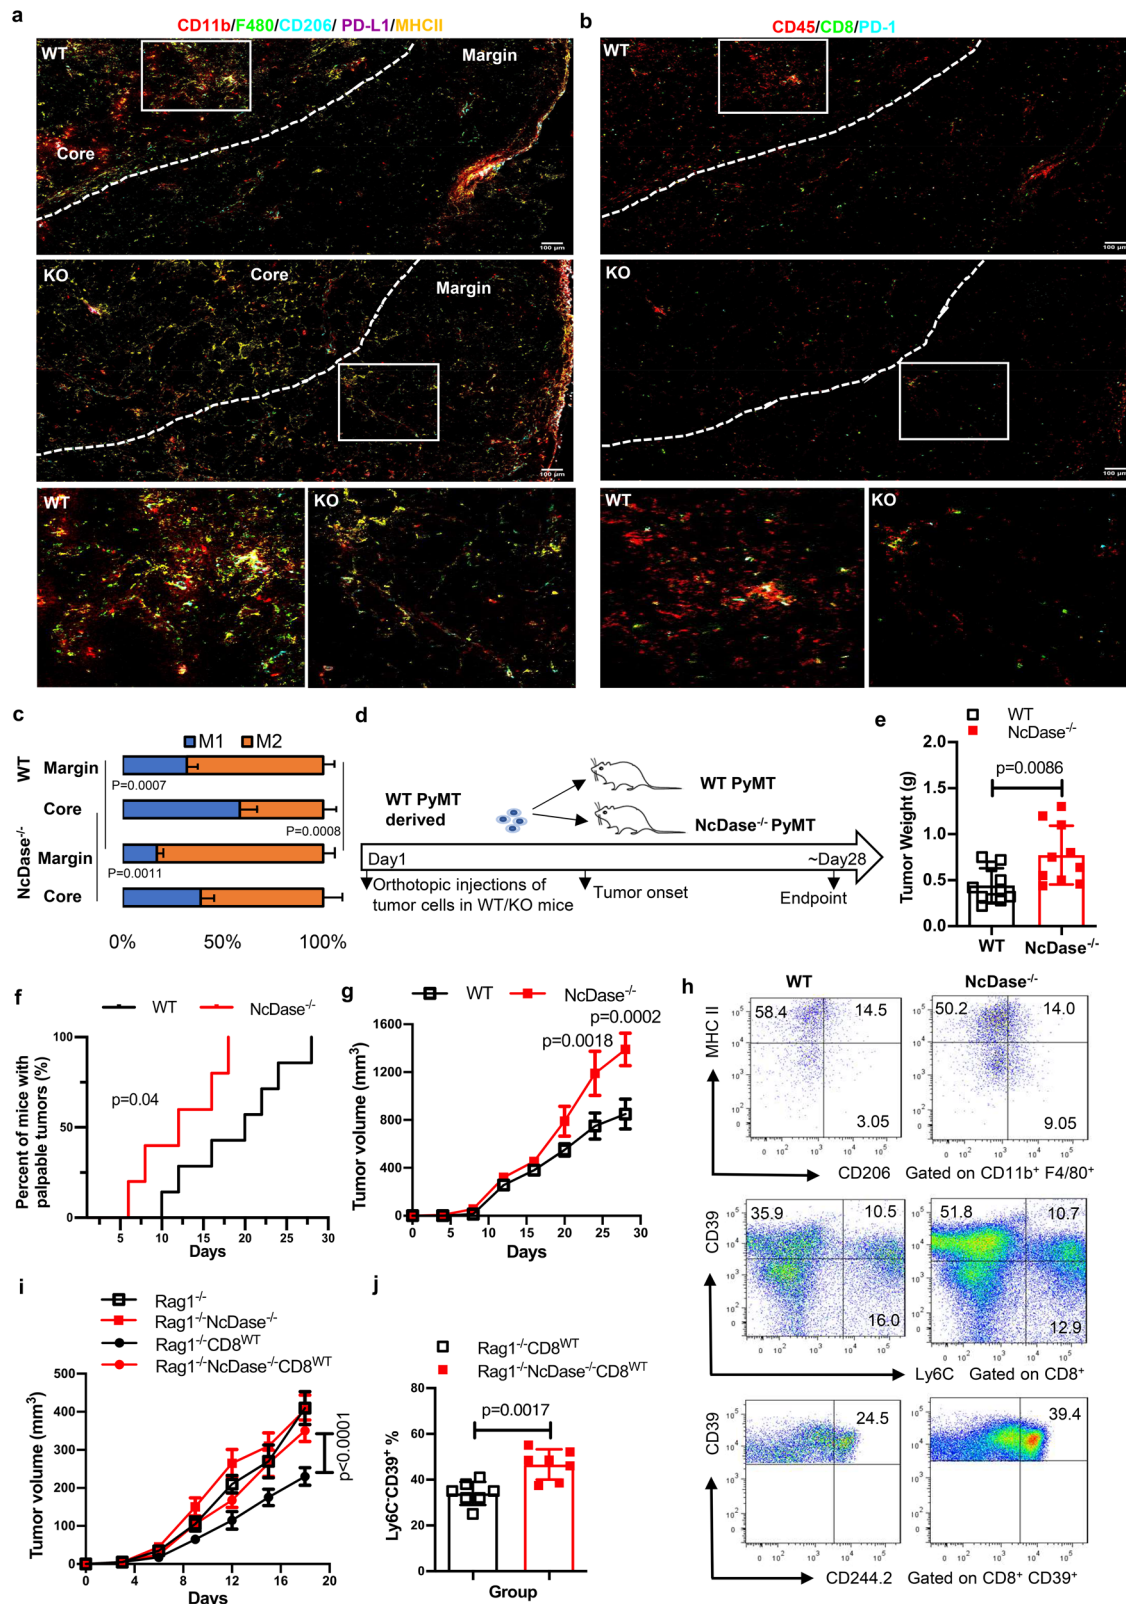 a
CD11b/F480/CD206/ PD-L1/MHCII
WT
Margin
Core
100 µm
KO
Core
Margin
100 µm
WT
KO
b
CD45/CD8/PD-1
WT
100 µm
KO
100 µm
WT
KO
c
M1 M2
WT
NcDase-/-
Margin
P=0.0007
Core
P=0.0008
Margin
P=0.0011
Core
0% 50% 100%
d
WT PyMT
derived
WT PyMT
NcDase-/- PyMT
Day1 ~Day28
Orthotopic injections of
tumor cells in WT/KO mice
Tumor onset
Endpoint
e
WT
NcDase-/-
p=0.0086
Tumor Weight (g)
2.0
1.5
1.0
0.5
0.0
WT NcDase-/-
f
WT NcDase-/-
Percent of mice with
palpable tumors (%)
100
50
0
p=0.04
5 10 15 20 25 30
Days
g
WT NcDase-/-
p=0.0002
p=0.0018
Tumor volume (mm3)
1600
1200
800
400
0
0 5 10 15 20 25 30
Days
h
WT NcDase-/-
MHC II
58.4 14.5
3.05
50.2 14.0
9.05
CD206 Gated on CD11b+ F4/80+
CD39
35.9 10.5
16.0
51.8 10.7
12.9
Ly6C Gated on CD8+
CD39
24.5
39.4
CD244.2 Gated on CD8+ CD39+
i
Rag1-/-
Rag1-/-NcDase-/-
Rag1-/-CD8WT
Rag1-/-NcDase-/-CD8WT
Tumor volume (mm3)
500
400
300
200
100
0
p<0.0001
0 4 8 12 16 20
Days
j
Rag1-/-CD8WT
Rag1-/-NcDase-/-CD8WT
p=0.0017
Ly6C-CD39+ %
80
60
40
20
0
Group